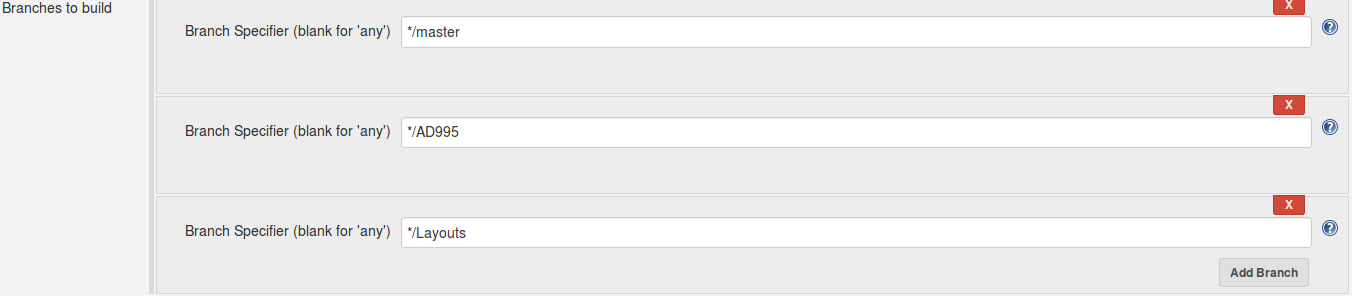 Branches to build
X
Branch Specifier (blank for 'any') */master ?
X
Branch Specifier (blank for 'any') */AD995 ?
X
Branch Specifier (blank for 'any') */Layouts ?
Add Branch